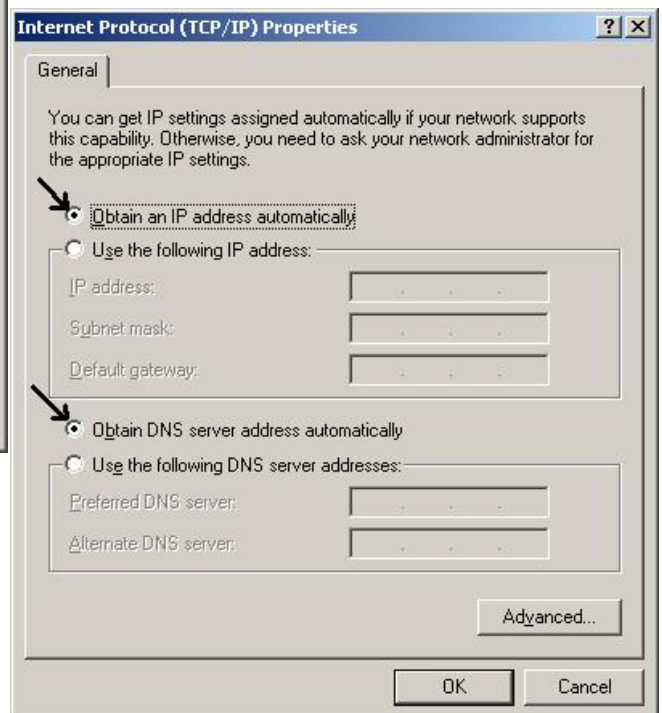 Internet Protocol (TCP/IP) Properties
General
You can get IP settings assigned automatically if your network supports
this capability. Otherwise, you need to ask your network administrator for
the appropriate IP settings.
Obtain an IP address automatically
Use the following IP address:
IP address:
Subnet mask:
Default gateway:
Obtain DNS server address automatically
Use the following DNS server addresses:
Preferred DNS server:
Alternate DNS server:
Advanced...
OK Cancel